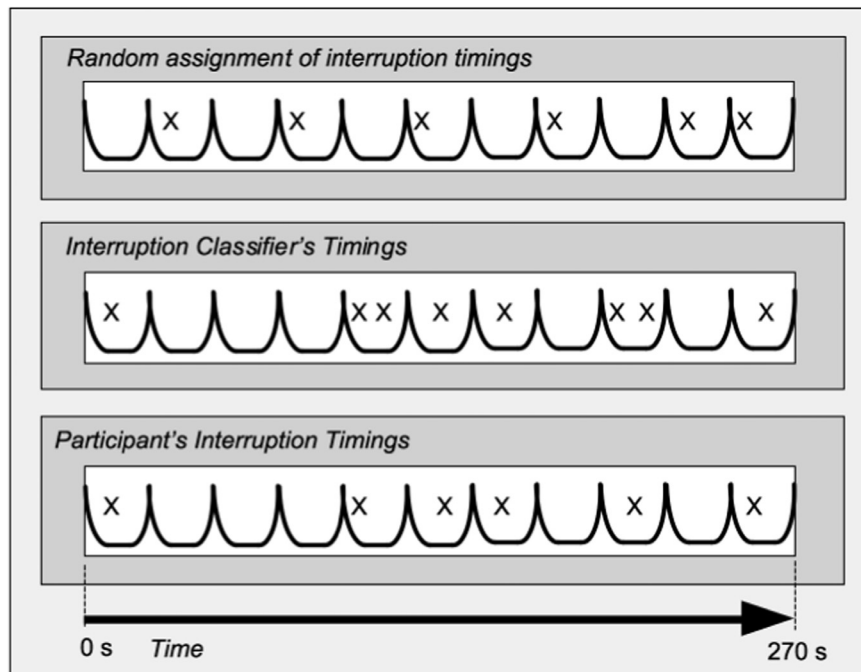 Random assignment of interruption timings
X X X X X X
Interruption Classifier's Timings
X X X X X X X X
Participant's Interruption Timings
X X X X X X
0 s Time 270 s